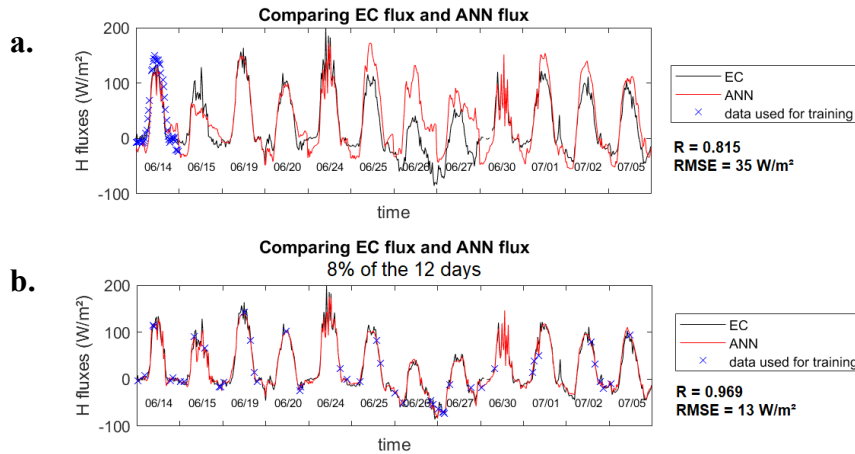 a.
Comparing EC flux and ANN flux
H fluxes (W/m²)
200
100
0
-100
06/14 06/15 06/19 06/20 06/24 06/25 06/26 06/27 06/30 07/01 07/02 07/05
time
EC
ANN
data used for training
R = 0.815
RMSE = 35 W/m²
b.
Comparing EC flux and ANN flux
8% of the 12 days
H fluxes (W/m²)
200
100
0
-100
06/14 06/15 06/19 06/20 06/24 06/25 06/26 06/27 06/30 07/01 07/02 07/05
time
EC
ANN
data used for training
R = 0.969
RMSE = 13 W/m²